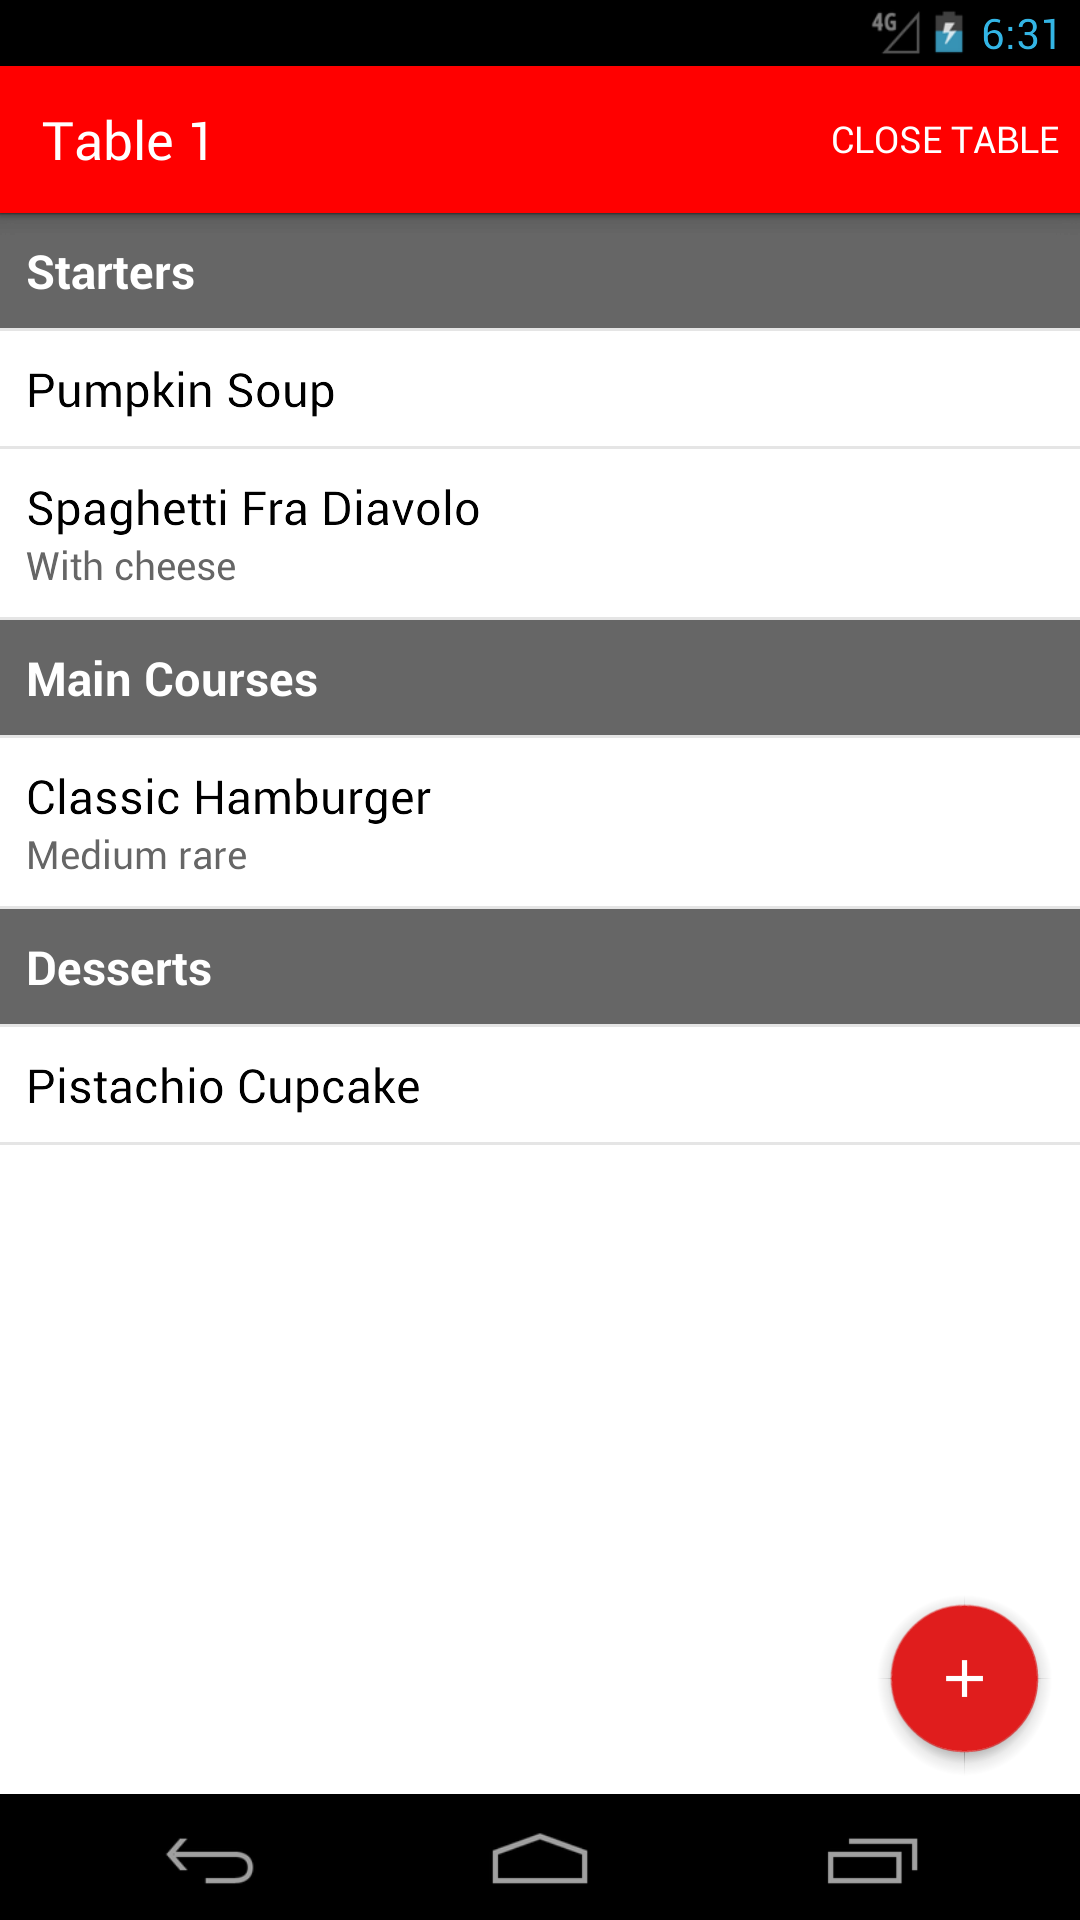 4G 6:31
Table 1 CLOSE TABLE
Starters
Pumpkin Soup
Spaghetti Fra Diavolo
With cheese
Main Courses
Classic Hamburger
Medium rare
Desserts
Pistachio Cupcake
+